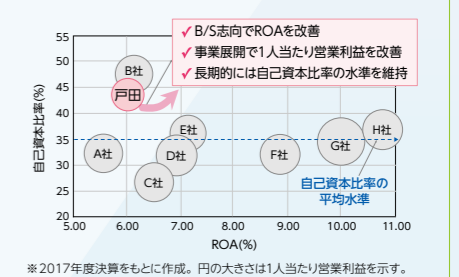 ✓B/S志向でROAを改善
✓事業展開で1人当たり営業利益を改善
✓長期的には自己資本比率の水準を維持
自己資本比率(%)
55
50
45
40
35
30
25
20
B社
戸田
A社
E社
D社
C社
F社
G社
H社
自己資本比率の
平均水準
5.00 6.00 7.00 8.00 9.00 10.00 11.00
ROA(%)
※2017年度決算をもとに作成。円の大きさは1人当たり営業利益を示す。